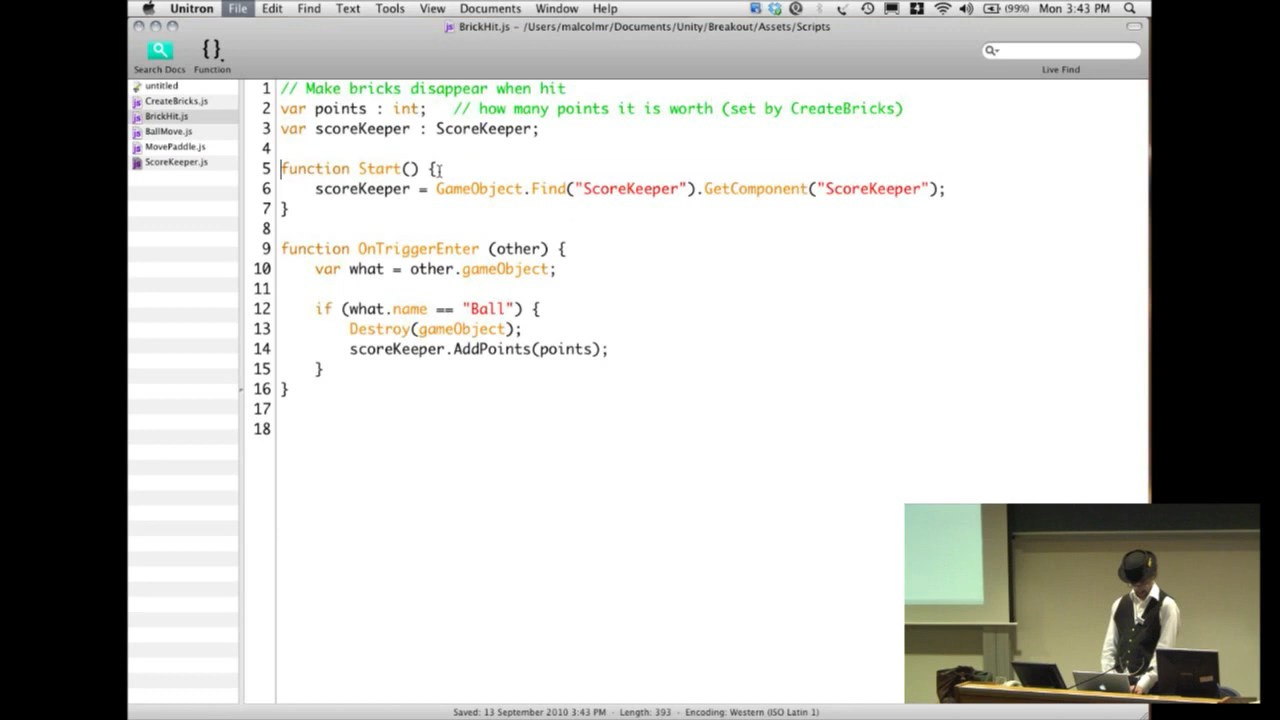 Unitron File Edit Find Text Tools View Documents Window Help (99%) Mon 3:43 PM
BrickHit.js – /Users/malcolmr/Documents/Unity/Breakout/Assets/Scripts
{}
Search Docs Function Live Find
untitled
CreateBricks.js
BrickHit.js
BallMove.js
MovePaddle.js
ScoreKeeper.js
1 // Make bricks disappear when hit
2 var points : int;   // how many points it is worth (set by CreateBricks)
3 var scoreKeeper : ScoreKeeper;
4
5 function Start() {
6     scoreKeeper = GameObject.Find("ScoreKeeper").GetComponent("ScoreKeeper");
7 }
8
9 function OnTriggerEnter (other) {
10     var what = other.gameObject;
11
12     if (what.name == "Ball") {
13         Destroy(gameObject);
14         scoreKeeper.AddPoints(points);
15     }
16 }
17
18
Saved: 13 September 2010 3:43 PM - Length: 393 - Encoding: Western (ISO Latin 1)